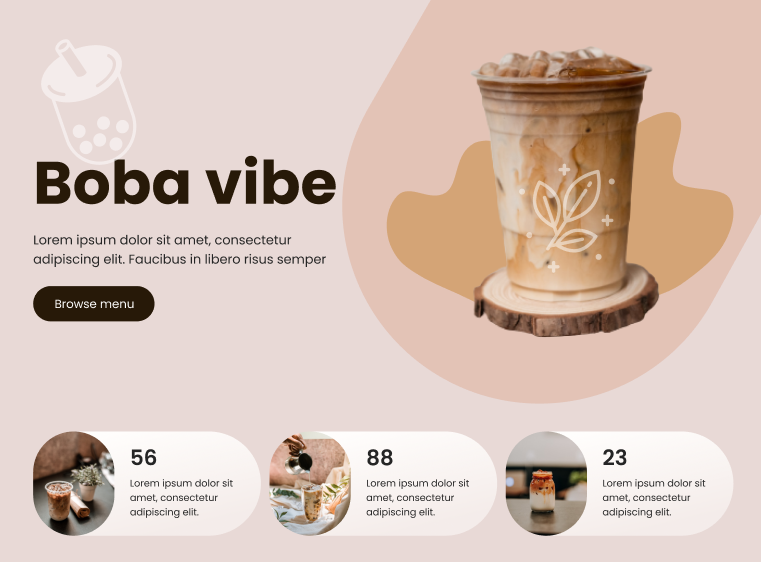 Boba vibe
Lorem ipsum dolor sit amet, consectetur
adipiscing elit. Faucibus in libero risus semper
Browse menu
56
Lorem ipsum dolor sit
amet, consectetur
adipiscing elit.
88
Lorem ipsum dolor sit
amet, consectetur
adipiscing elit.
23
Lorem ipsum dolor sit
amet, consectetur
adipiscing elit.